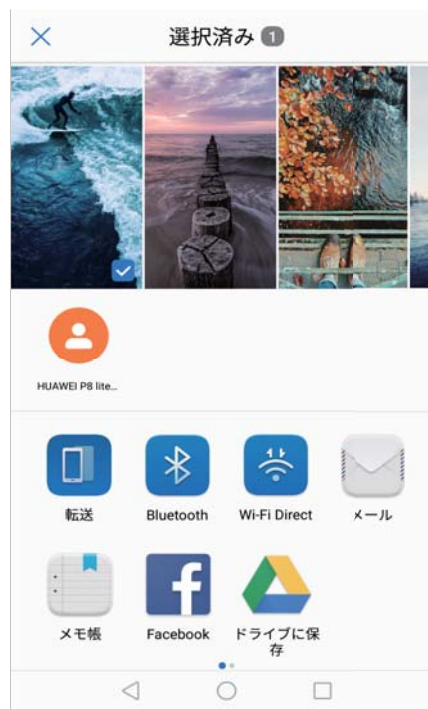 選択済み 1
HUAWEI P8 lite...
転送
Bluetooth
Wi-Fi Direct
メール
メモ帳
Facebook
ドライブに保
存